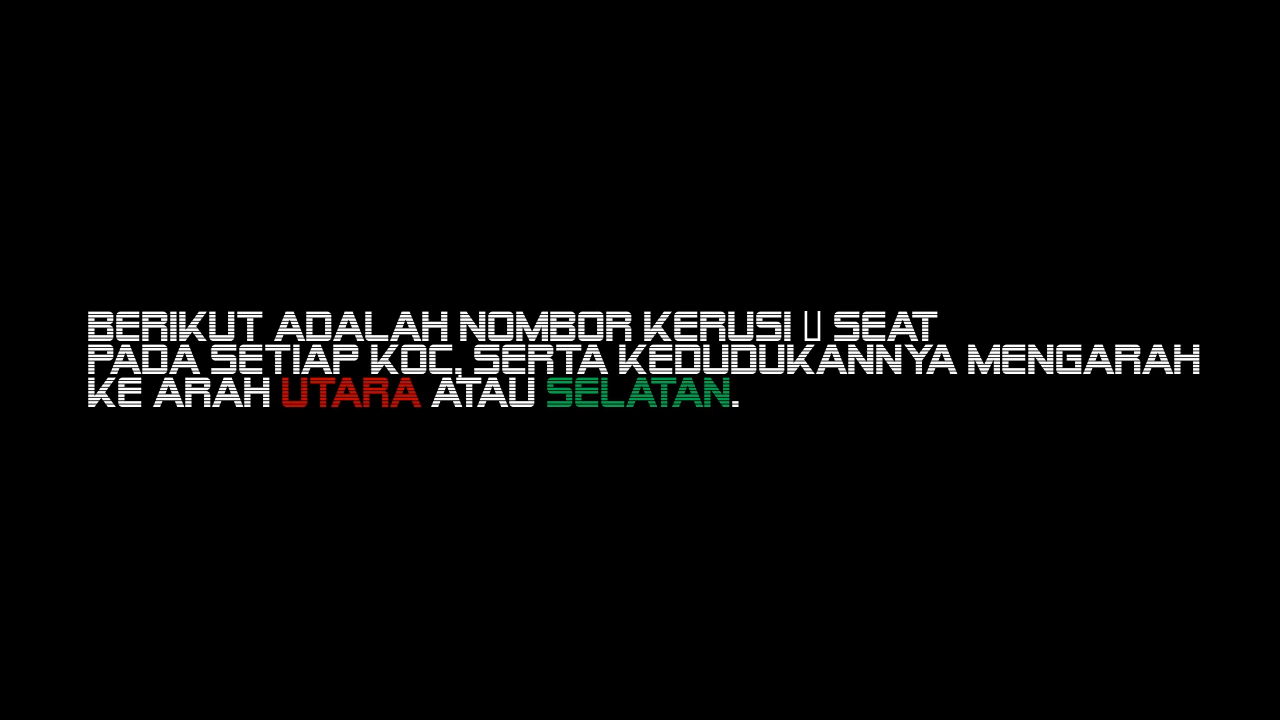 BERIKUT ADALAH NOMBOR KERUSI ▯ SEAT
PADA SETIAP KOC, SERTA KEDUDUKANNYA MENGARAH
KE ARAH UTARA ATAU SELATAN.